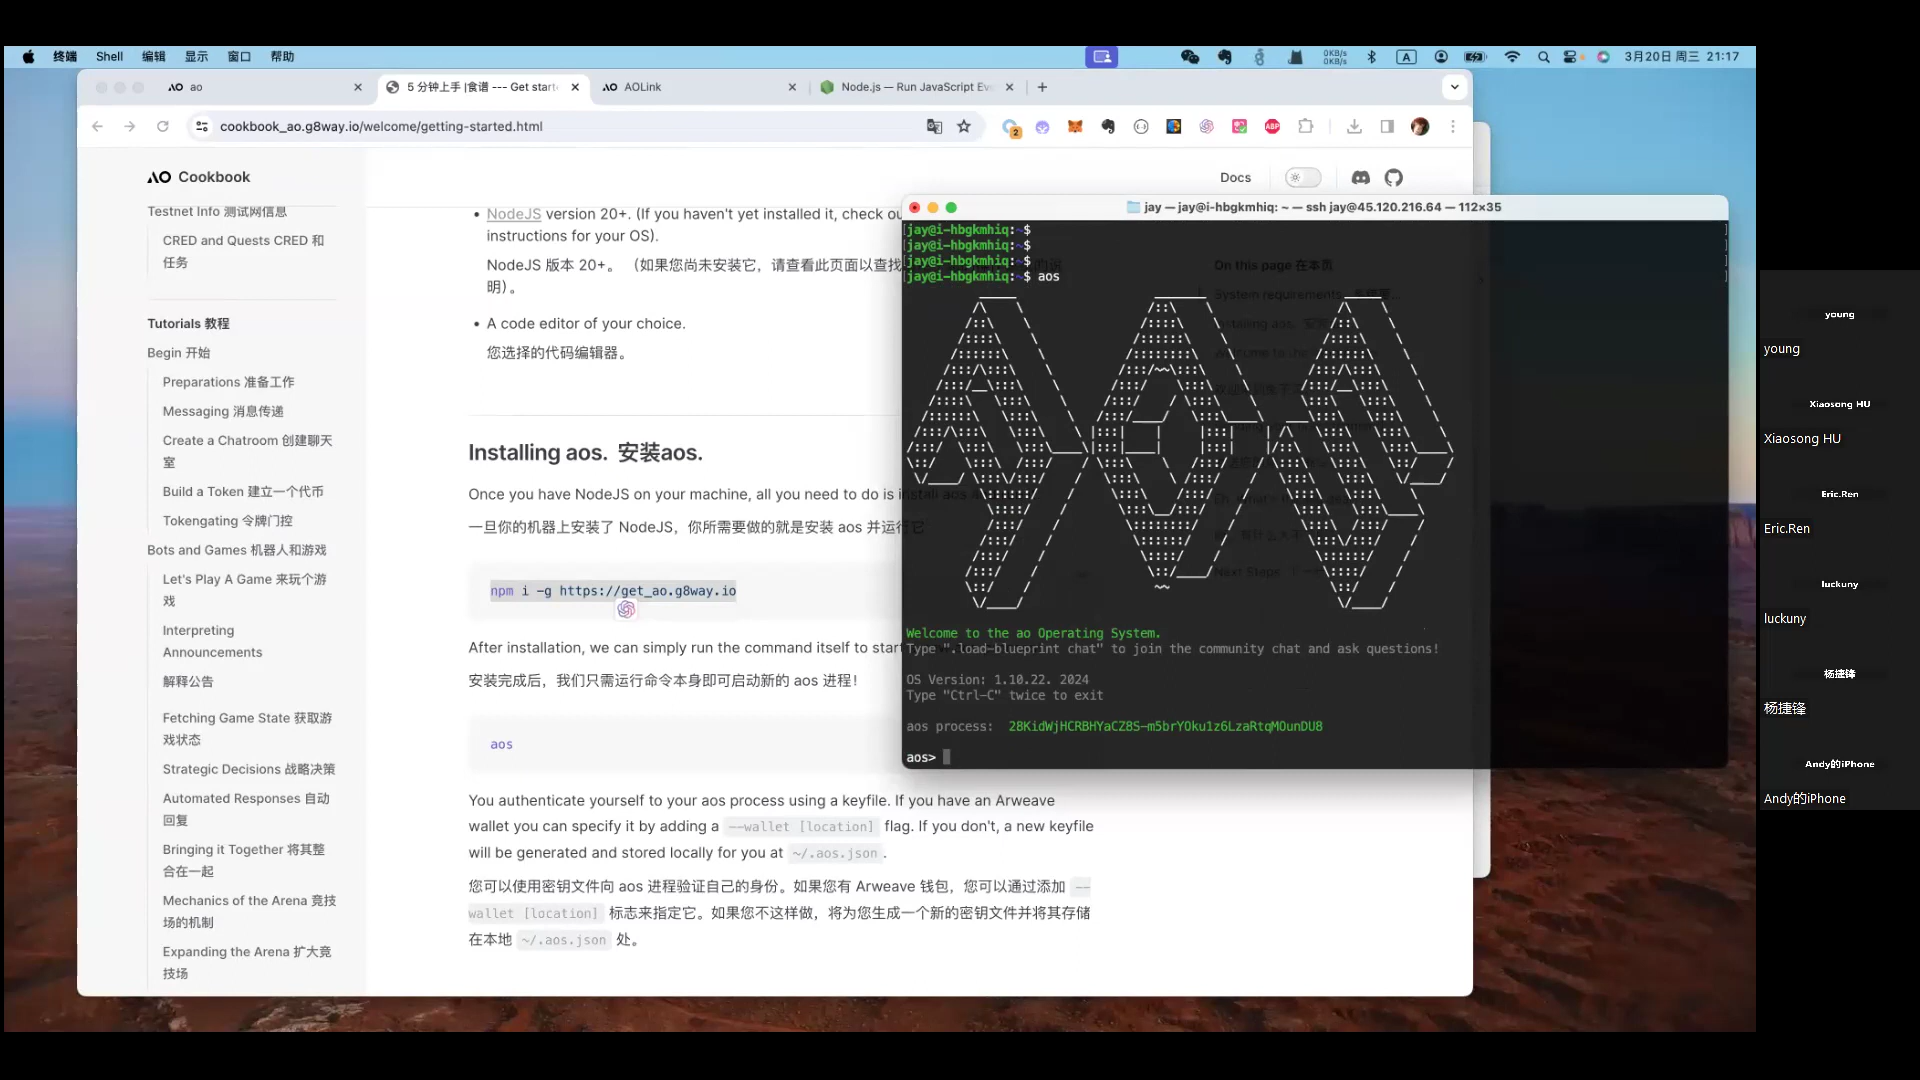 终端 Shell 编辑 显示 窗口 帮助
0KB/s
0KB/s
A
3月20日 周三 21:17
AO ao
5 分钟上手 |食谱 --- Get start
AO AOLink
Node.js — Run JavaScript Ev
cookbook_ao.g8way.io/welcome/getting-started.html
2
ABP
AO Cookbook
Docs
Testnet Info 测试网信息
CRED and Quests CRED 和
任务
Tutorials 教程
Begin 开始
Preparations 准备工作
Messaging 消息传递
Create a Chatroom 创建聊天
室
Build a Token 建立一个代币
Tokengating 令牌门控
Bots and Games 机器人和游戏
Let's Play A Game 来玩个游
戏
Interpreting
Announcements
解释公告
Fetching Game State 获取游
戏状态
Strategic Decisions 战略决策
Automated Responses 自动
回复
Bringing it Together 将其整
合在一起
Mechanics of the Arena 竞技
场的机制
Expanding the Arena 扩大竞
技场
NodeJS version 20+. (If you haven't yet installed it, check ou
instructions for your OS).
NodeJS 版本 20+。 （如果您尚未安装它，请查看此页面以查找
明）。
A code editor of your choice.
您选择的代码编辑器。
Installing aos. 安装aos.
Once you have NodeJS on your machine, all you need to do is install aos
一旦你的机器上安装了 NodeJS，你所需要做的就是安装 aos 并运行它
npm i -g https://get_ao.g8way.io
After installation, we can simply run the command itself to start
安装完成后，我们只需运行命令本身即可启动新的 aos 进程！
aos
You authenticate yourself to your aos process using a keyfile. If you have an Arweave
wallet you can specify it by adding a --wallet [location] flag. If you don't, a new keyfile
will be generated and stored locally for you at ~/.aos.json.
您可以使用密钥文件向 aos 进程验证自己的身份。如果您有 Arweave 钱包，您可以通过添加 --
wallet [location] 标志来指定它。如果您不这样做，将为您生成一个新的密钥文件并将其存储
在本地 ~/.aos.json 处。
jay — jay@i-hbgkmhiq: ~ — ssh jay@45.120.216.64 — 112×35
jay@i-hbgkmhiq:~$
jay@i-hbgkmhiq:~$
jay@i-hbgkmhiq:~$
jay@i-hbgkmhiq:~$ aos
On this page 在本页
System requirements
Next Steps
Welcome to the ao Operating System.
Type ".load-blueprint chat" to join the community chat and ask questions!
OS Version: 1.10.22. 2024
Type "Ctrl-C" twice to exit
aos process: 2BKidWjHCRBHYaCZ8S-m5brYOku1z6LzaRtqMOunDU8
aos>
young
young
Xiaosong HU
Xiaosong HU
Eric.Ren
Eric.Ren
luckuny
luckuny
杨捷锋
杨捷锋
Andy的iPhone
Andy的iPhone